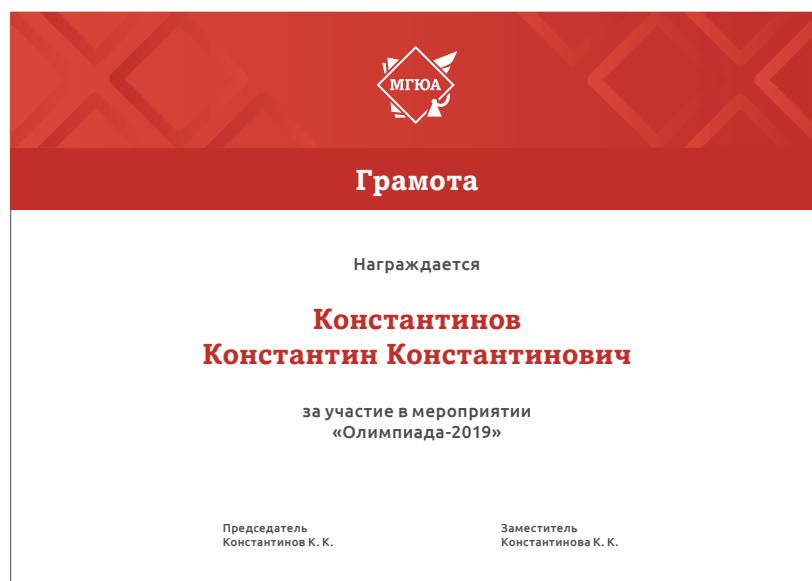 МГЮА
Грамота
Награждается
Константинов
Константин Константинович
за участие в мероприятии
«Олимпиада-2019»
Председатель
Константинов К. К.
Заместитель
Константинова К. К.